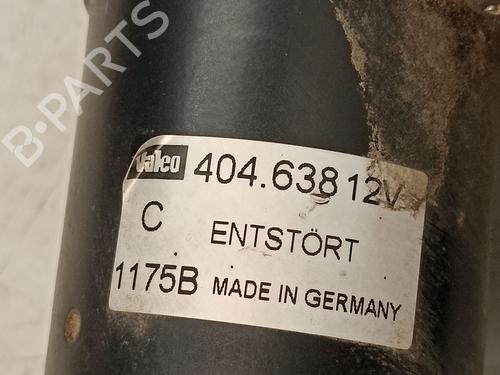 B-PARTS
Valeo 404.638 12V
C ENTSTÖRT
1175B MADE IN GERMANY